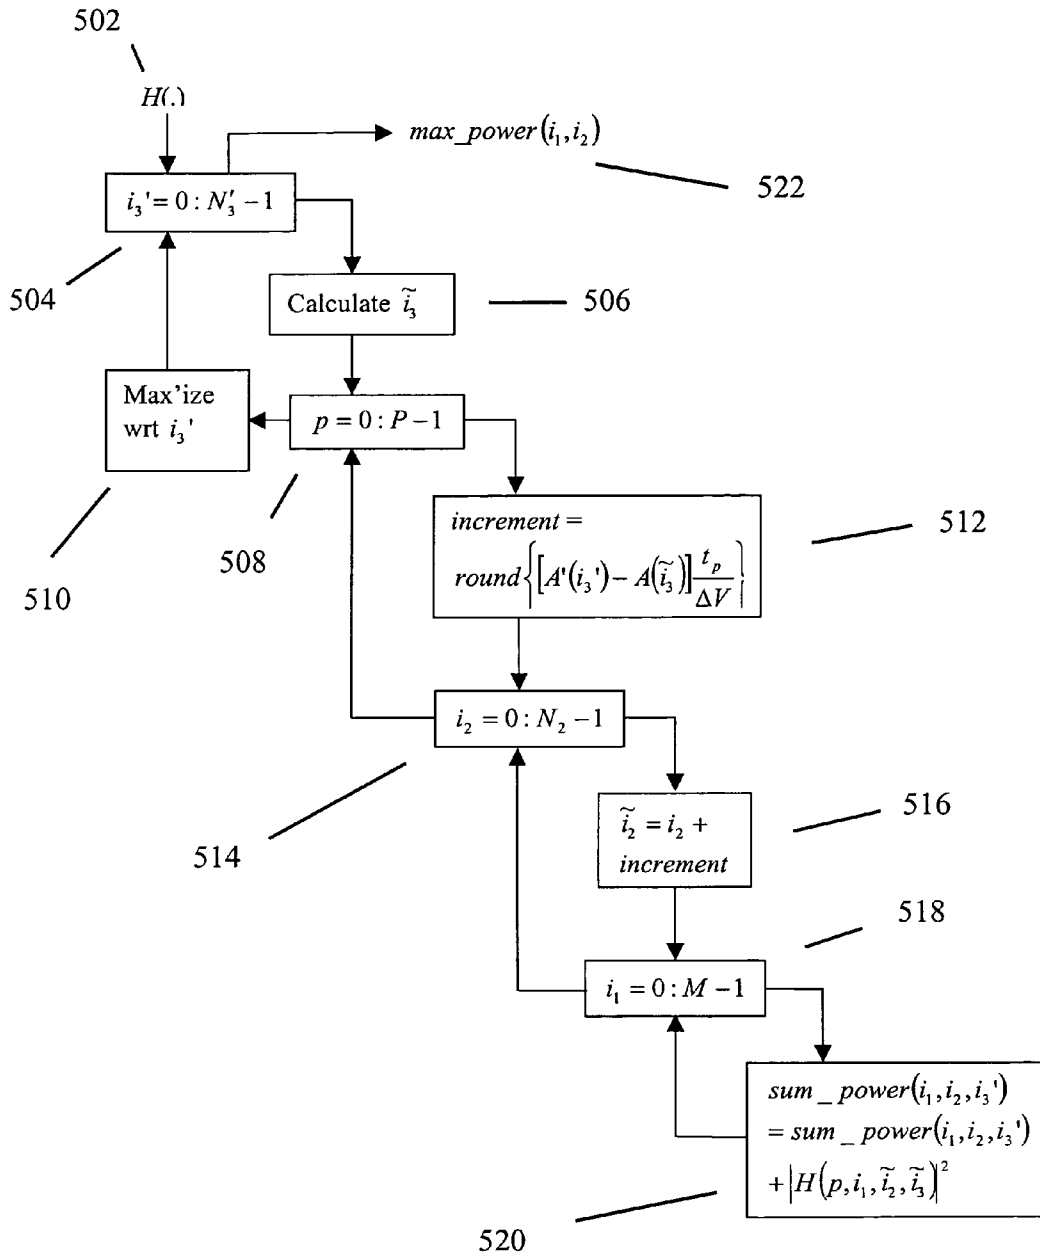 502
H(.)
max_power(i₁,i₂)
522
i₃'= 0 : N₃′ −1
504
Calculate ĩ₃
506
Max'ize
wrt i₃'
510
p = 0 : P −1
508
increment =
round{[A'(i₃')− A(ĩ₃)] t_p/ΔV}
512
i₂ = 0 : N₂ −1
514
ĩ₂ = i₂ +
increment
516
518
i₁ = 0 : M −1
sum_power(i₁,i₂,i₃')
= sum_power(i₁,i₂,i₃')
+|H(p,i₁,ĩ₂,ĩ₃)|²
520